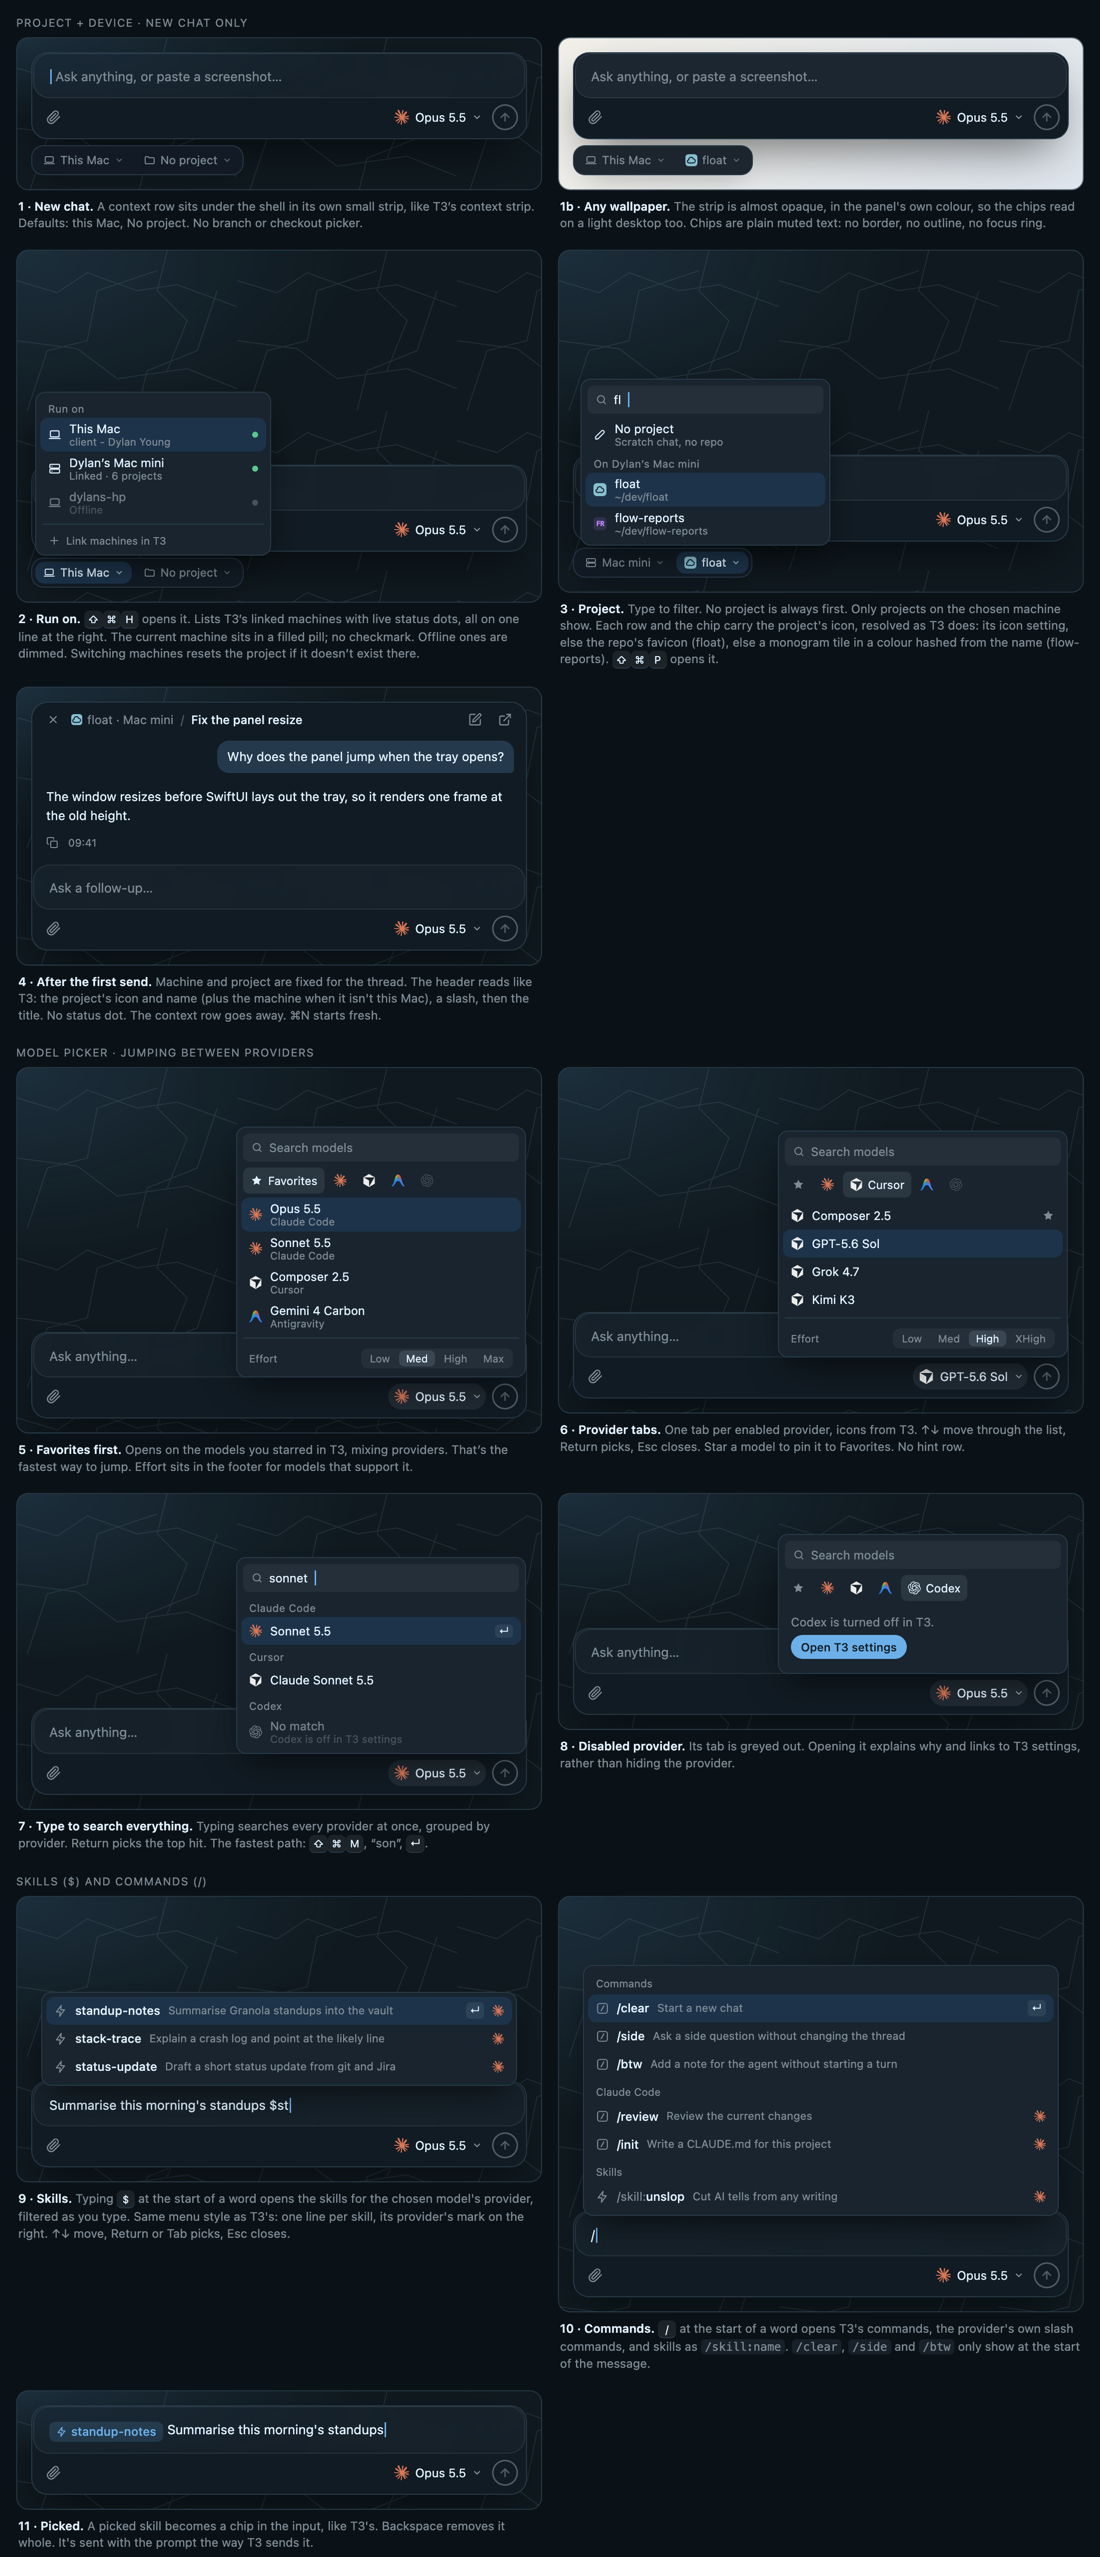 PROJECT + DEVICE · NEW CHAT ONLY
Ask anything, or paste a screenshot...
Opus 5.5
This Mac
No project
1 · New chat. A context row sits under the shell in its own small strip, like T3's context strip.
Defaults: this Mac, No project. No branch or checkout picker.
Ask anything, or paste a screenshot...
Opus 5.5
This Mac
float
1b · Any wallpaper. The strip is almost opaque, in the panel's own colour, so the chips read
on a light desktop too. Chips are plain muted text: no border, no outline, no focus ring.
Run on
This Mac
client - Dylan Young
Dylan's Mac mini
Linked · 6 projects
dylans-hp
Offline
+ Link machines in T3
Opus 5.5
This Mac
No project
2 · Run on. ⇧ ⌘ H opens it. Lists T3's linked machines with live status dots, all on one
line at the right. The current machine sits in a filled pill; no checkmark. Offline ones are
dimmed. Switching machines resets the project if it doesn't exist there.
fl
No project
Scratch chat, no repo
On Dylan's Mac mini
float
~/dev/float
FR
flow-reports
~/dev/flow-reports
Opus 5.5
Mac mini
float
3 · Project. Type to filter. No project is always first. Only projects on the chosen machine
show. Each row and the chip carry the project's icon, resolved as T3 does: its icon setting,
else the repo's favicon (float), else a monogram tile in a colour hashed from the name (flow-
reports). ⇧ ⌘ P opens it.
float · Mac mini / Fix the panel resize
Why does the panel jump when the tray opens?
The window resizes before SwiftUI lays out the tray, so it renders one frame at
the old height.
09:41
Ask a follow-up...
Opus 5.5
4 · After the first send. Machine and project are fixed for the thread. The header reads like
T3: the project's icon and name (plus the machine when it isn't this Mac), a slash, then the
title. No status dot. The context row goes away. ⌘N starts fresh.
MODEL PICKER · JUMPING BETWEEN PROVIDERS
Search models
Favorites
Opus 5.5
Claude Code
Sonnet 5.5
Claude Code
Composer 2.5
Cursor
Gemini 4 Carbon
Antigravity
Effort Low Med High Max
Ask anything...
Opus 5.5
5 · Favorites first. Opens on the models you starred in T3, mixing providers. That's the
fastest way to jump. Effort sits in the footer for models that support it.
Search models
Cursor
Composer 2.5
GPT-5.6 Sol
Grok 4.7
Kimi K3
Effort Low Med High XHigh
Ask anything...
GPT-5.6 Sol
6 · Provider tabs. One tab per enabled provider, icons from T3. ↑↓ move through the list,
Return picks, Esc closes. Star a model to pin it to Favorites. No hint row.
sonnet
Claude Code
Sonnet 5.5
Cursor
Claude Sonnet 5.5
Codex
No match
Codex is off in T3 settings
Ask anything...
Opus 5.5
7 · Type to search everything. Typing searches every provider at once, grouped by
provider. Return picks the top hit. The fastest path: ⇧ ⌘ M, “son”, ↵.
Search models
Codex
Codex is turned off in T3.
Open T3 settings
Ask anything...
Opus 5.5
8 · Disabled provider. Its tab is greyed out. Opening it explains why and links to T3 settings,
rather than hiding the provider.
SKILLS ($) AND COMMANDS (/)
standup-notes Summarise Granola standups into the vault
stack-trace Explain a crash log and point at the likely line
status-update Draft a short status update from git and Jira
Summarise this morning's standups $st
Opus 5.5
9 · Skills. Typing $ at the start of a word opens the skills for the chosen model's provider,
filtered as you type. Same menu style as T3's: one line per skill, its provider's mark on the
right. ↑↓ move, Return or Tab picks, Esc closes.
Commands
/clear Start a new chat
/side Ask a side question without changing the thread
/btw Add a note for the agent without starting a turn
Claude Code
/review Review the current changes
/init Write a CLAUDE.md for this project
Skills
/skill:unslop Cut AI tells from any writing
/
Opus 5.5
10 · Commands. / at the start of a word opens T3's commands, the provider's own slash
commands, and skills as /skill:name. /clear, /side and /btw only show at the start
of the message.
standup-notes Summarise this morning's standups
Opus 5.5
11 · Picked. A picked skill becomes a chip in the input, like T3's. Backspace removes it
whole. It's sent with the prompt the way T3 sends it.